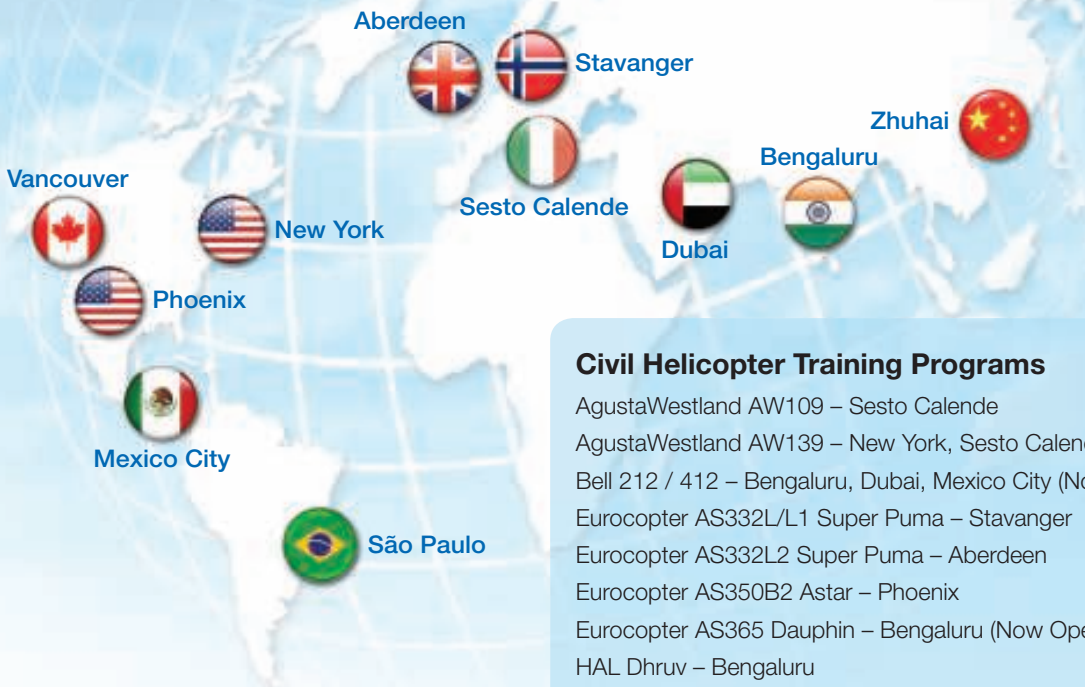 Aberdeen
Stavanger
Zhuhai
Bengaluru
Vancouver
Sesto Calende
New York
Dubai
Phoenix
Mexico City
São Paulo
Civil Helicopter Training Programs
AgustaWestland AW109 – Sesto Calende
AgustaWestland AW139 – New York, Sesto Calen
Bell 212 / 412 – Bengaluru, Dubai, Mexico City (No
Eurocopter AS332L/L1 Super Puma – Stavanger
Eurocopter AS332L2 Super Puma – Aberdeen
Eurocopter AS350B2 Astar – Phoenix
Eurocopter AS365 Dauphin – Bengaluru (Now Ope
HAL Dhruv – Bengaluru